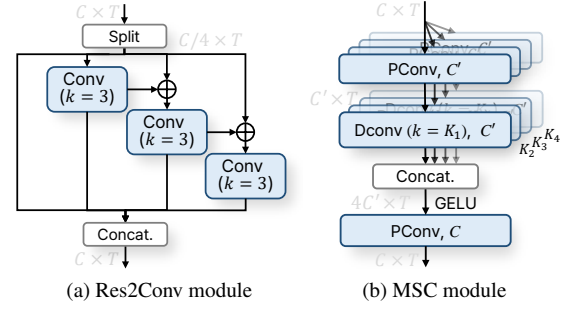 C × T
Split
C/4 × T
Conv
(k = 3)
Conv
(k = 3)
Conv
(k = 3)
Concat.
C × T
(a) Res2Conv module
C × T
PConv, C′
PConv, C′
C′ × T
Dconv (k = K₁), C′
K₂ K₃ K₄
Concat.
4C′ × T
GELU
PConv, C
C × T
(b) MSC module